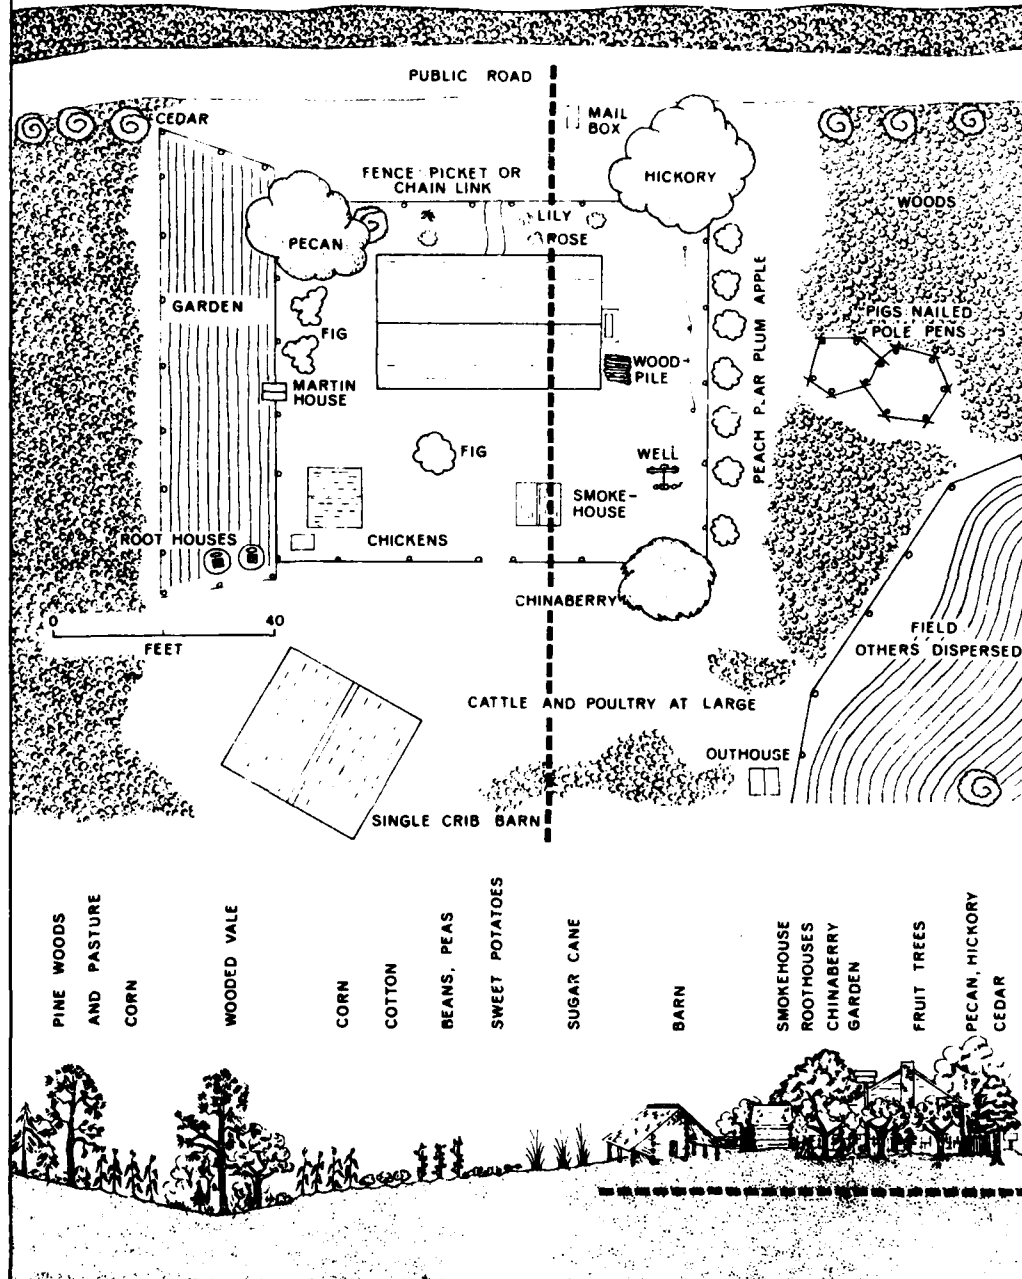 PUBLIC ROAD
MAIL
BOX
CEDAR
FENCE PICKET OR
CHAIN LINK
HICKORY
WOODS
LILY
ROSE
PECAN
GARDEN
FIG
PEACH PEAR PLUM APPLE
PIGS NAILED
POLE PENS
MARTIN
HOUSE
WOOD-
PILE
FIG
WELL
SMOKE-
HOUSE
ROOT HOUSES
CHICKENS
CHINABERRY
0 40
FEET
FIELD
OTHERS DISPERSED
CATTLE AND POULTRY AT LARGE
OUTHOUSE
SINGLE CRIB BARN
PINE WOODS
AND PASTURE
CORN
WOODED VALE
CORN
COTTON
BEANS, PEAS
SWEET POTATOES
SUGAR CANE
BARN
SMOKEHOUSE
ROOTHOUSES
CHINABERRY
GARDEN
FRUIT TREES
PECAN, HICKORY
CEDAR